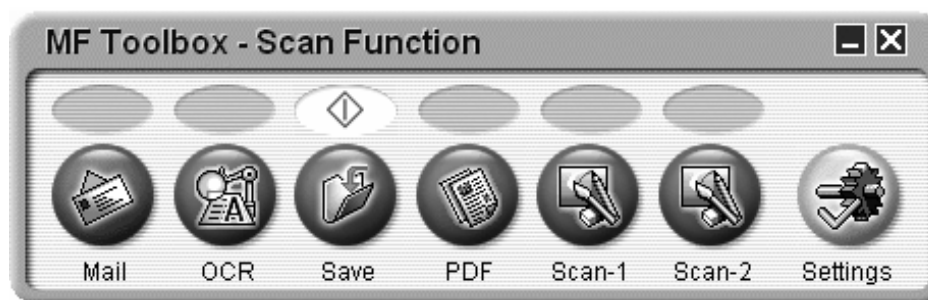 MF Toolbox - Scan Function
Mail OCR Save PDF Scan-1 Scan-2 Settings